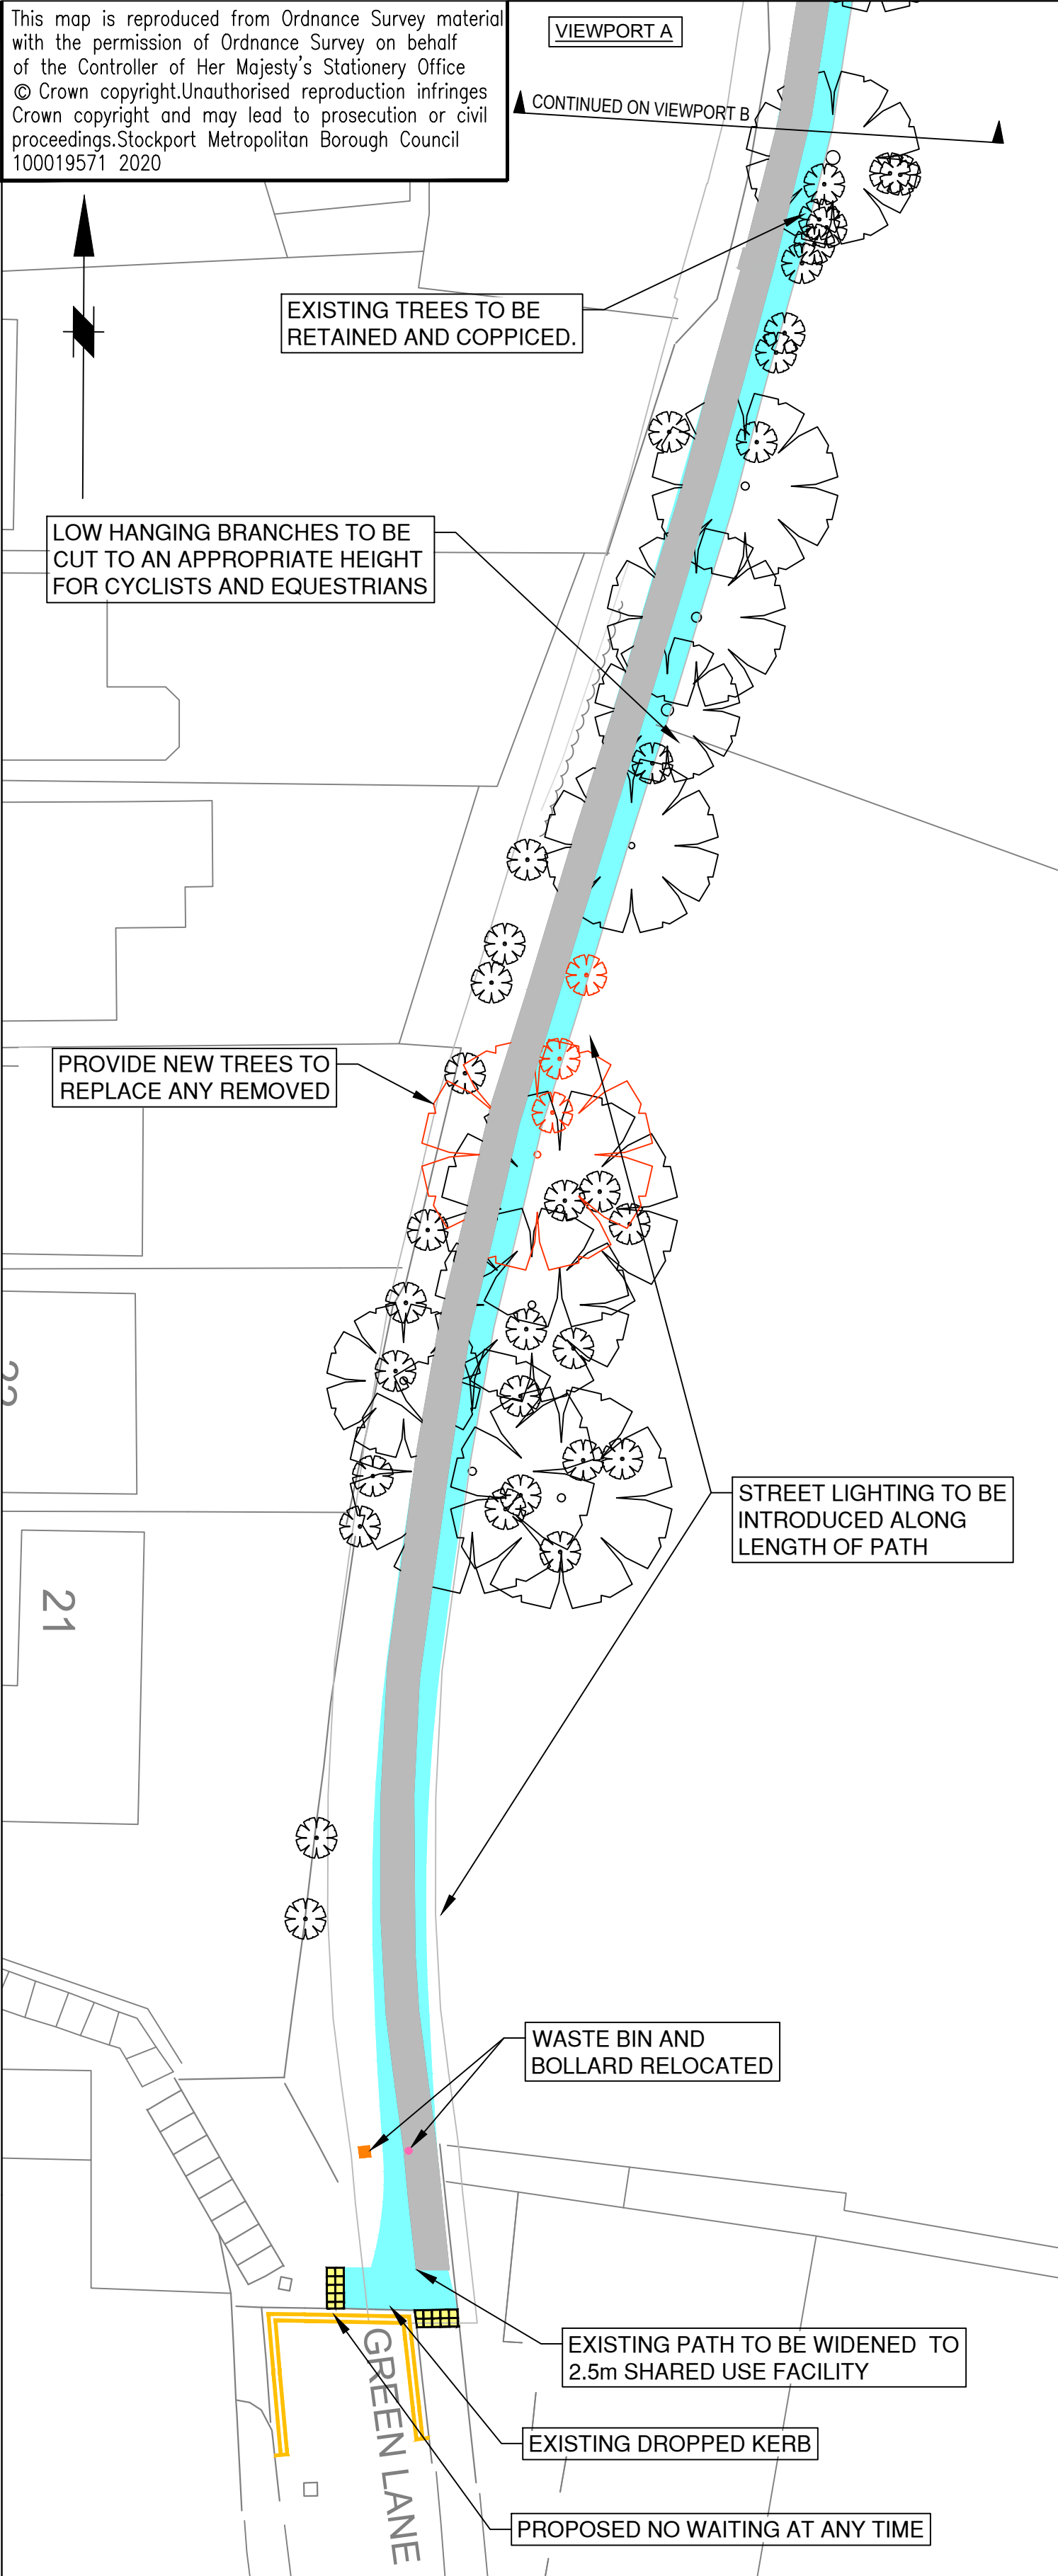 This map is reproduced from Ordnance Survey material
with the permission of Ordnance Survey on behalf
of the Controller of Her Majesty's Stationery Office
© Crown copyright.Unauthorised reproduction infringes
Crown copyright and may lead to prosecution or civil
proceedings.Stockport Metropolitan Borough Council
100019571 2020
VIEWPORT A
CONTINUED ON VIEWPORT B
EXISTING TREES TO BE
RETAINED AND COPPICED.
LOW HANGING BRANCHES TO BE
CUT TO AN APPROPRIATE HEIGHT
FOR CYCLISTS AND EQUESTRIANS
PROVIDE NEW TREES TO
REPLACE ANY REMOVED
STREET LIGHTING TO BE
INTRODUCED ALONG
LENGTH OF PATH
21
WASTE BIN AND
BOLLARD RELOCATED
EXISTING PATH TO BE WIDENED  TO
2.5m SHARED USE FACILITY
GREEN LANE
EXISTING DROPPED KERB
PROPOSED NO WAITING AT ANY TIME